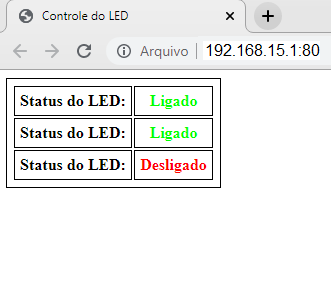 Controle do LED
Arquivo 192.168.15.1:80
Status do LED: Ligado
Status do LED: Ligado
Status do LED: Desligado